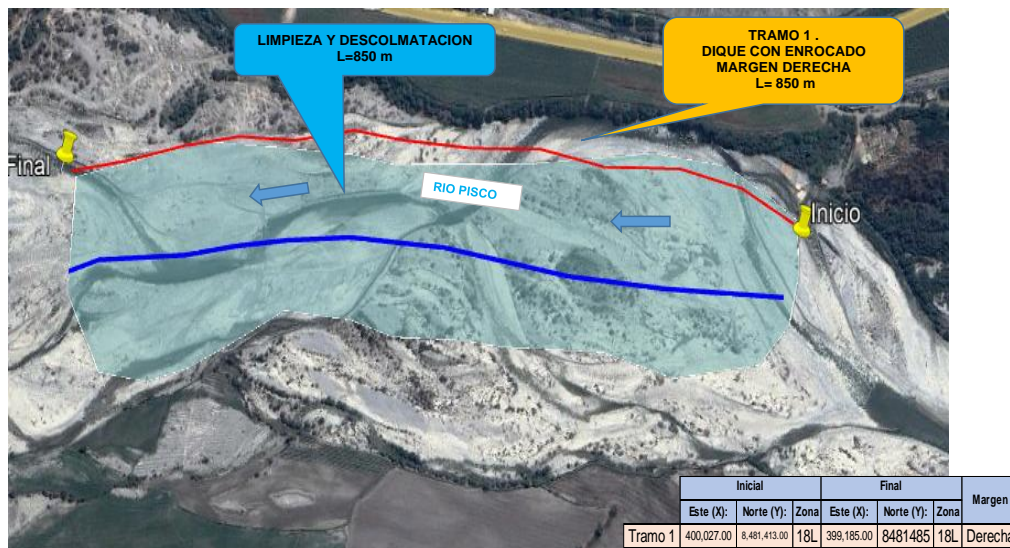 LIMPIEZA Y DESCOLMATACION
L=850 m
TRAMO 1 .
DIQUE CON ENROCADO
MARGEN DERECHA
L= 850 m
Final
RIO PISCO
Inicio
Inicial Final Margen
Este (X): Norte (Y): Zona Este (X): Norte (Y): Zona
Tramo 1 400,027.00 8,481,413.00 18L 399,185.00 8481485 18L Derecha